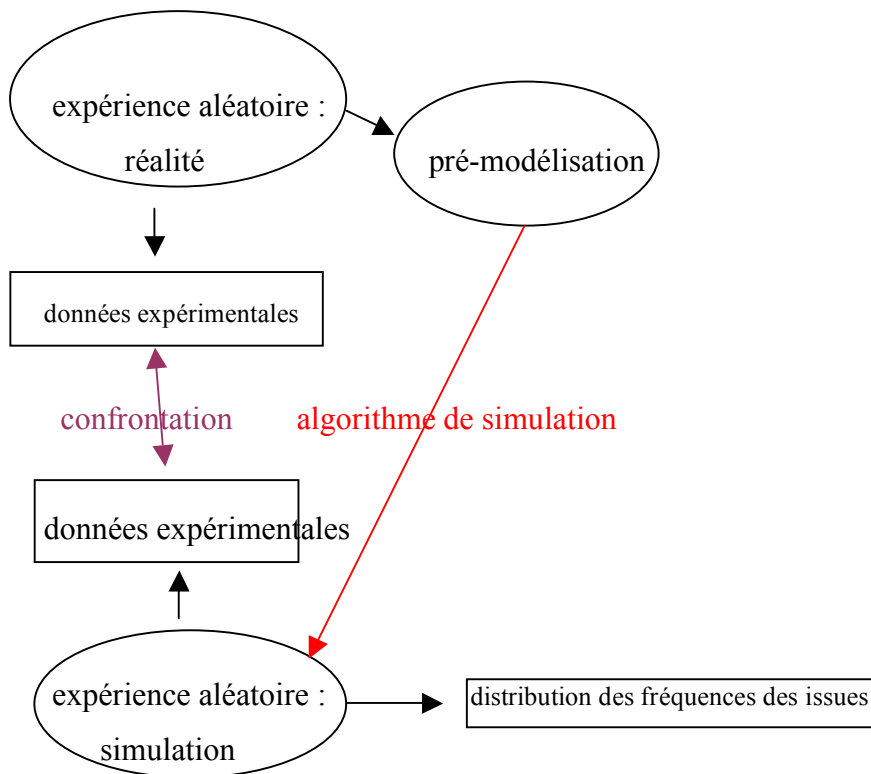 expérience aléatoire :
réalité
pré-modélisation
données expérimentales
confrontation
algorithme de simulation
données expérimentales
expérience aléatoire :
simulation
distribution des fréquences des issues